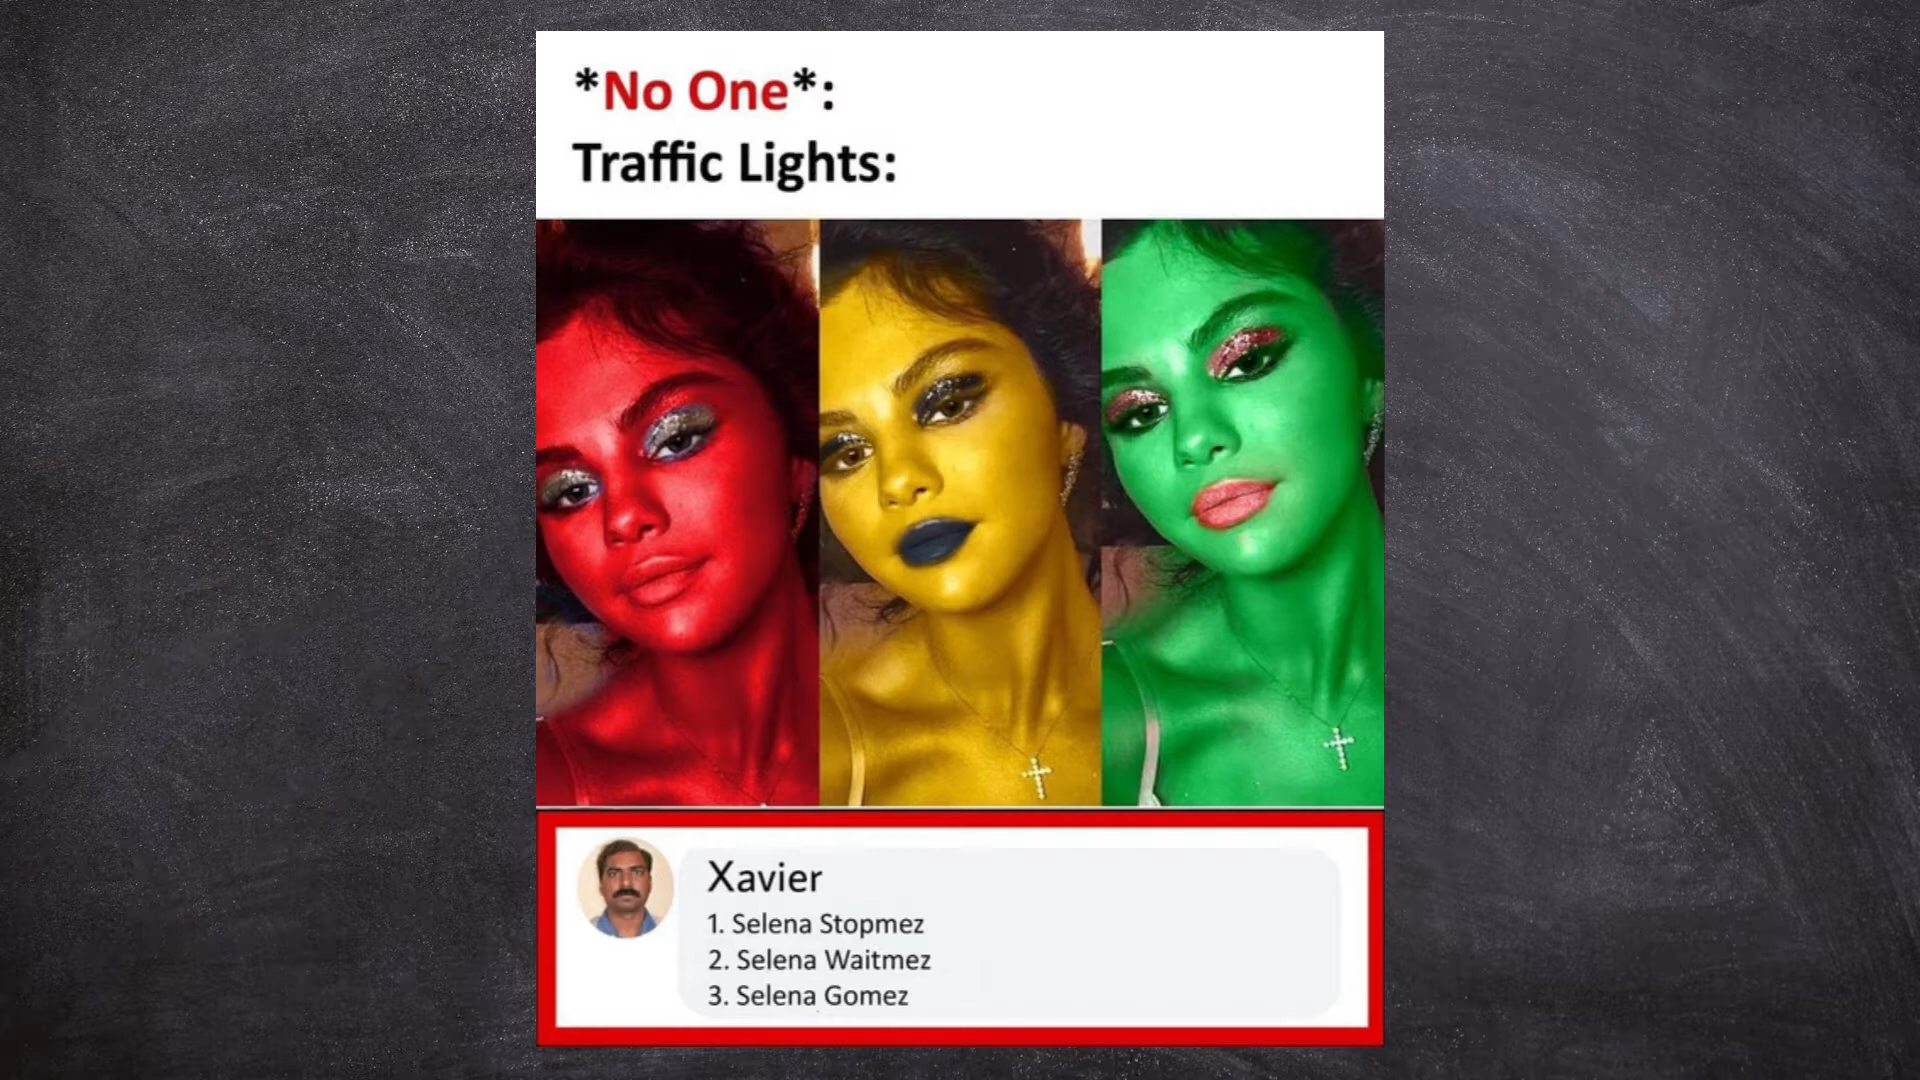 *No One*:
Traffic Lights:
Xavier
1. Selena Stopmez
2. Selena Waitmez
3. Selena Gomez